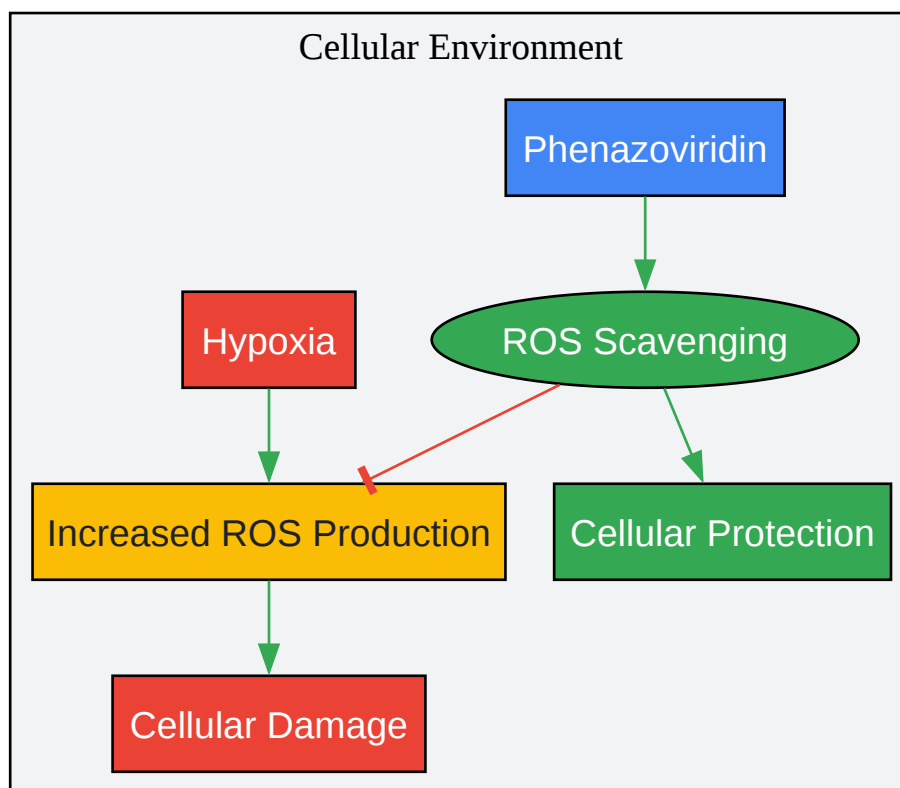 Cellular Environment
Phenazoviridin
Hypoxia
ROS Scavenging
Increased ROS Production
Cellular Protection
Cellular Damage